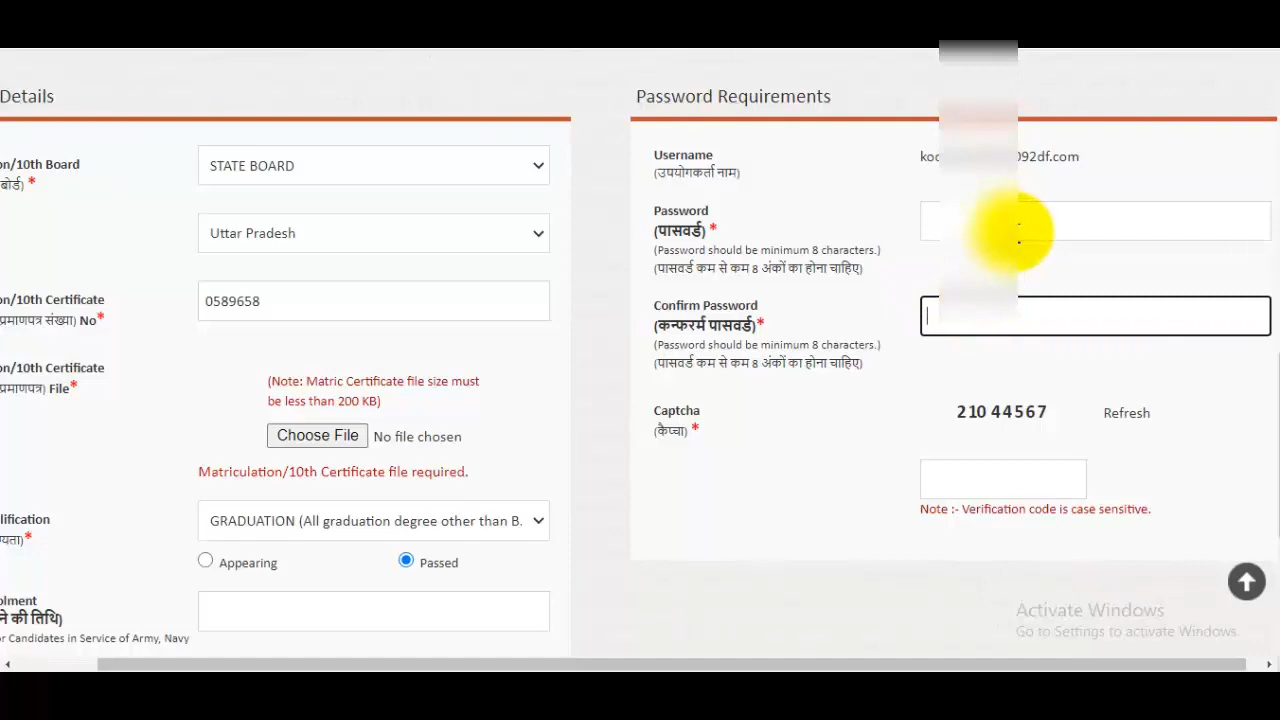 Details
on/10th Board
बोर्ड) *
STATE BOARD
Uttar Pradesh
on/10th Certificate
प्रमाणपत्र संख्या) No*
0589658
on/10th Certificate
प्रमाणपत्र) File*
(Note: Matric Certificate file size must
be less than 200 KB)
Choose File No file chosen
Matriculation/10th Certificate file required.
lification
ग्यता)*
GRADUATION (All graduation degree other than B.
Appearing Passed
olment
ने की तिथि)
or Candidates in Service of Army, Navy
Password Requirements
Username
(उपयोगकर्ता नाम)
092df.com
Password
(पासवर्ड) *
(Password should be minimum 8 characters.)
(पासवर्ड कम से कम 8 अंकों का होना चाहिए)
Confirm Password
(कन्फरर्म पासवर्ड)*
(Password should be minimum 8 characters.)
(पासवर्ड कम से कम 8 अंकों का होना चाहिए)
Captcha
(कैप्चा) *
210 44567 Refresh
Note :- Verification code is case sensitive.
Activate Windows
Go to Settings to activate Windows.